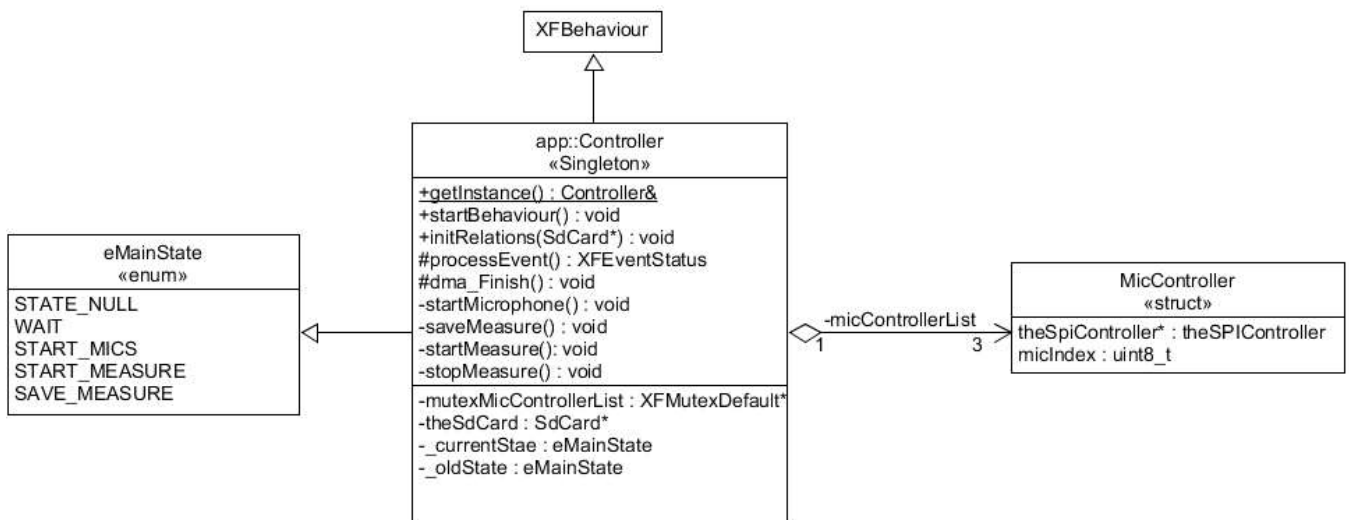 XFBehaviour
app::Controller
«Singleton»
+getInstance() : Controller&
+startBehaviour() : void
+initRelations(SdCard*) : void
#processEvent() : XFEventStatus
#dma_Finish() : void
-startMicrophone() : void
-saveMeasure() : void
-startMeasure(): void
-stopMeasure() : void
-mutexMicControllerList : XFMutexDefault*
-theSdCard : SdCard*
-_currentStae : eMainState
-_oldState : eMainState
eMainState
«enum»
STATE_NULL
WAIT
START_MICS
START_MEASURE
SAVE_MEASURE
-micControllerList
1
3
MicController
«struct»
theSpiController* : theSPIController
micIndex : uint8_t